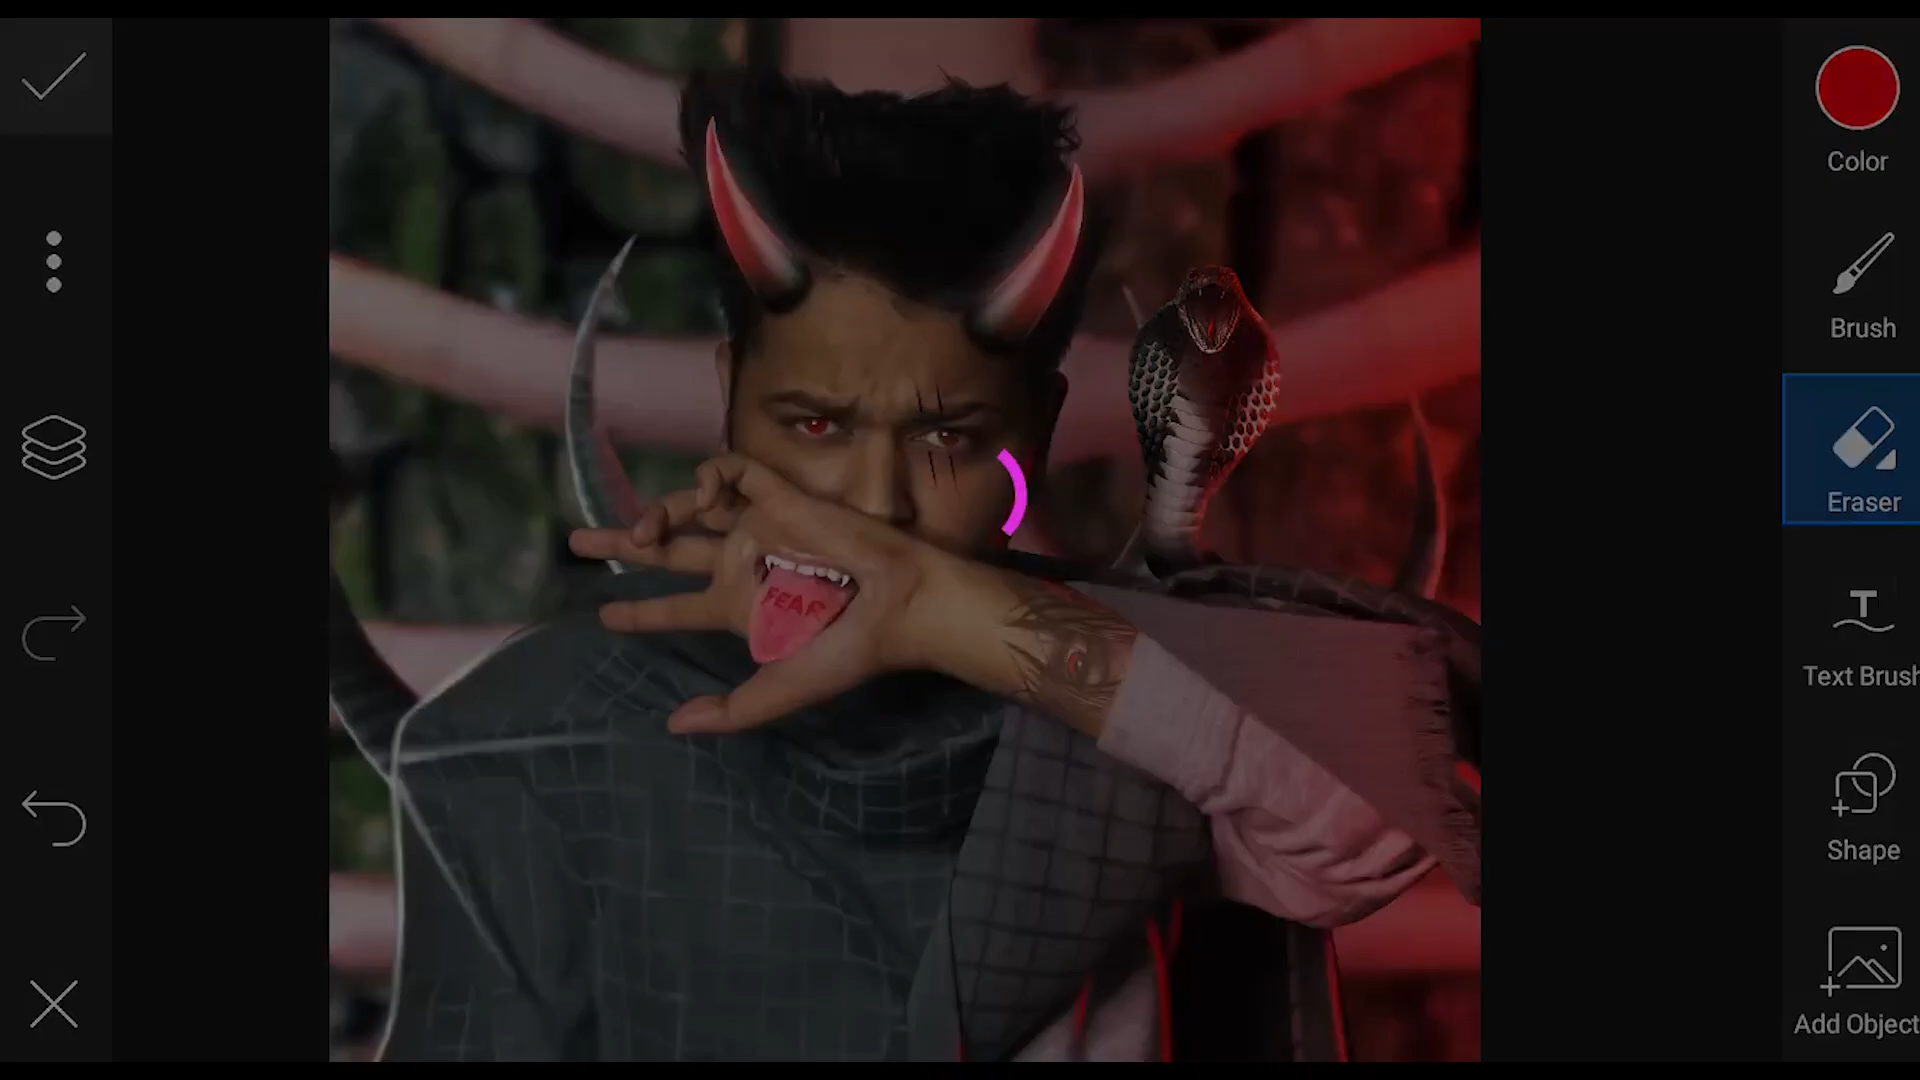 Color
Brush
Eraser
Text Brush
Shape
Add Object
FEAR